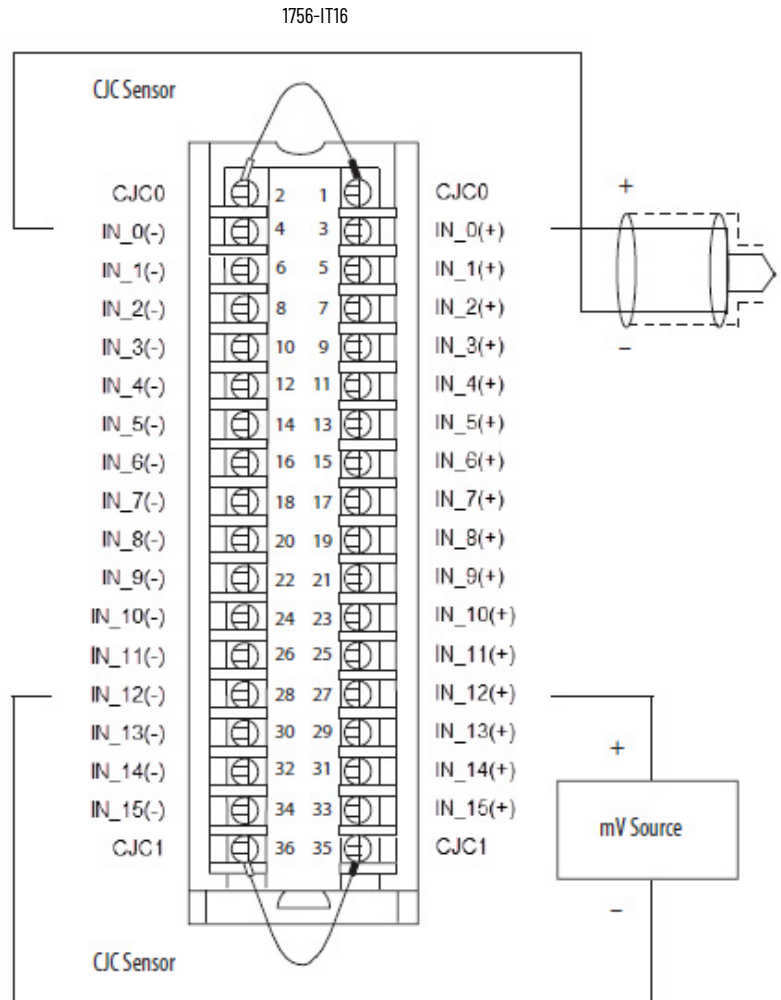 1756-IT16
CJC Sensor
CJC0 2 1 CJC0 +
IN_0(-) 4 3 IN_0(+)
IN_1(-) 6 5 IN_1(+)
IN_2(-) 8 7 IN_2(+)
IN_3(-) 10 9 IN_3(+) –
IN_4(-) 12 11 IN_4(+)
IN_5(-) 14 13 IN_5(+)
IN_6(-) 16 15 IN_6(+)
IN_7(-) 18 17 IN_7(+)
IN_8(-) 20 19 IN_8(+)
IN_9(-) 22 21 IN_9(+)
IN_10(-) 24 23 IN_10(+)
IN_11(-) 26 25 IN_11(+)
IN_12(-) 28 27 IN_12(+)
IN_13(-) 30 29 IN_13(+) +
IN_14(-) 32 31 IN_14(+)
IN_15(-) 34 33 IN_15(+) mV Source
CJC1 36 35 CJC1
–
CJC Sensor